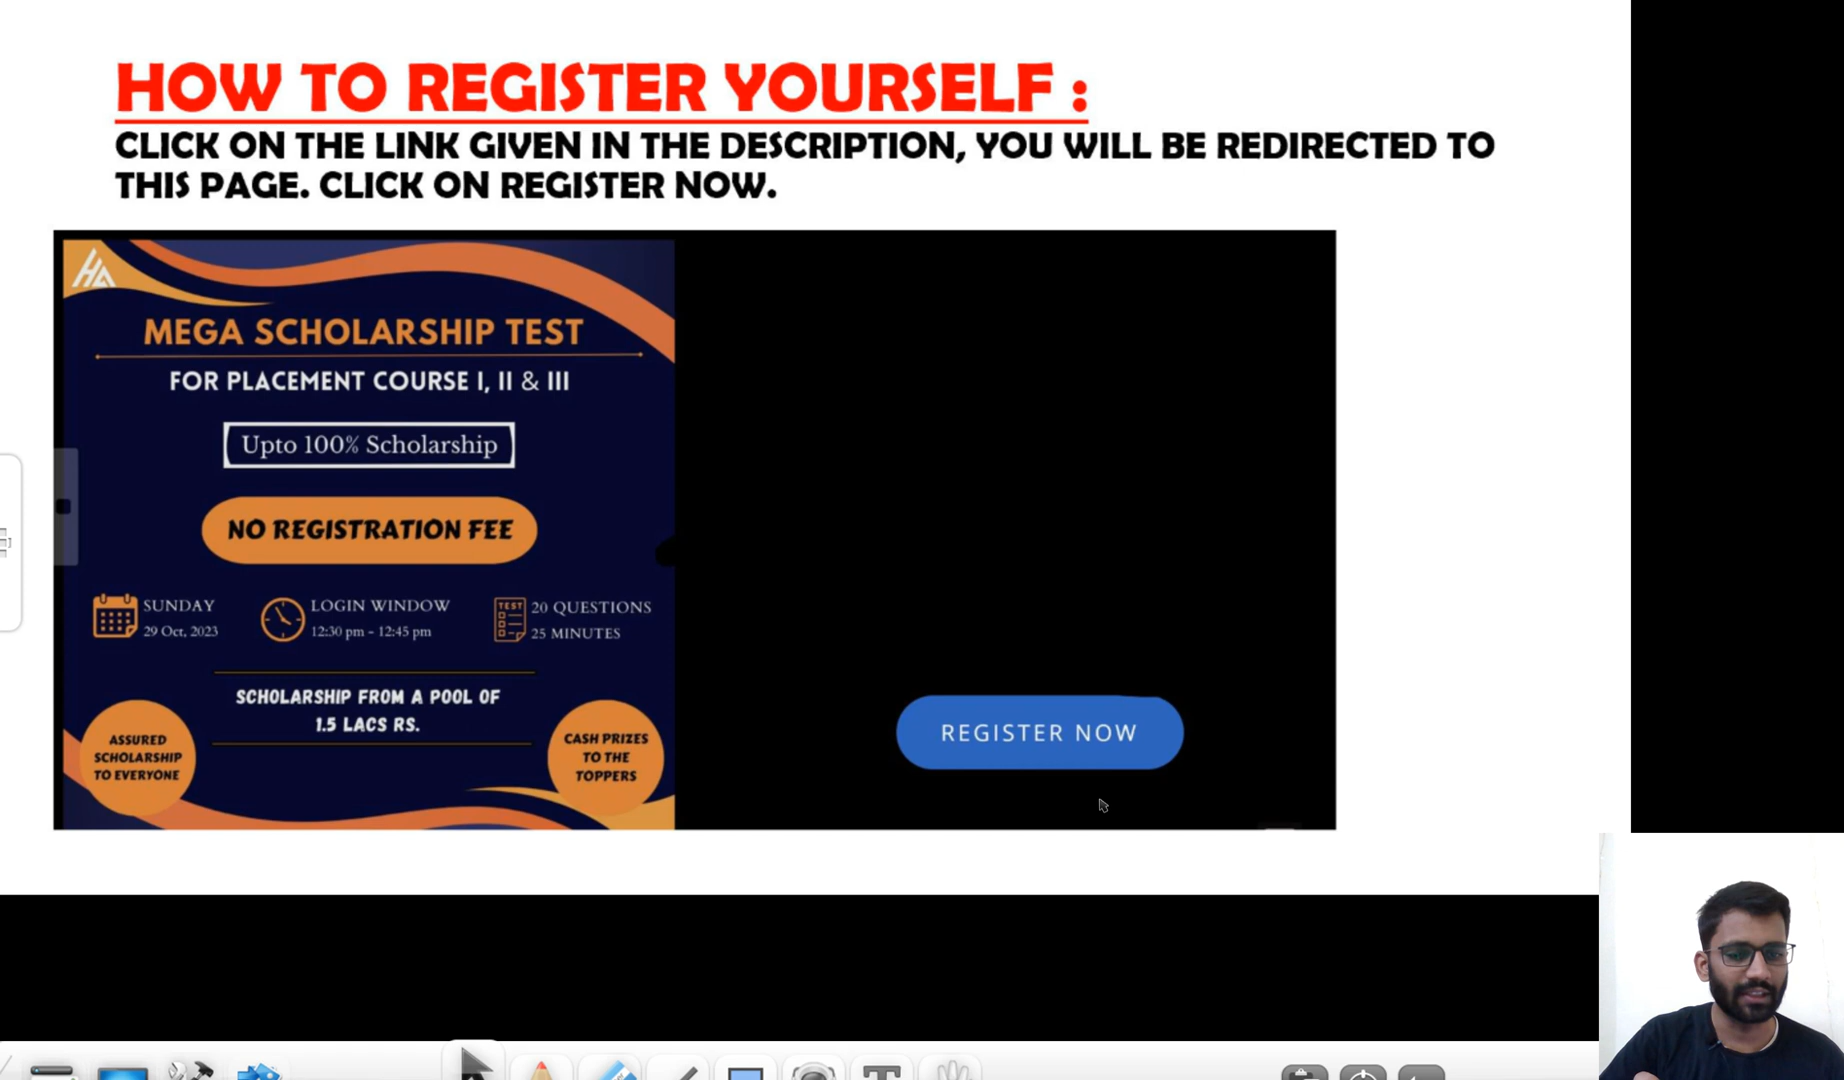 HOW TO REGISTER YOURSELF :
CLICK ON THE LINK GIVEN IN THE DESCRIPTION, YOU WILL BE REDIRECTED TO
THIS PAGE. CLICK ON REGISTER NOW.
HA
MEGA SCHOLARSHIP TEST
FOR PLACEMENT COURSE I, II & III
Upto 100% Scholarship
NO REGISTRATION FEE
SUNDAY
29 Oct, 2023
LOGIN WINDOW
12:30 pm - 12:45 pm
TEST
20 QUESTIONS
25 MINUTES
SCHOLARSHIP FROM A POOL OF
1.5 LACS RS.
ASSURED
SCHOLARSHIP
TO EVERYONE
CASH PRIZES
TO THE
TOPPERS
REGISTER NOW